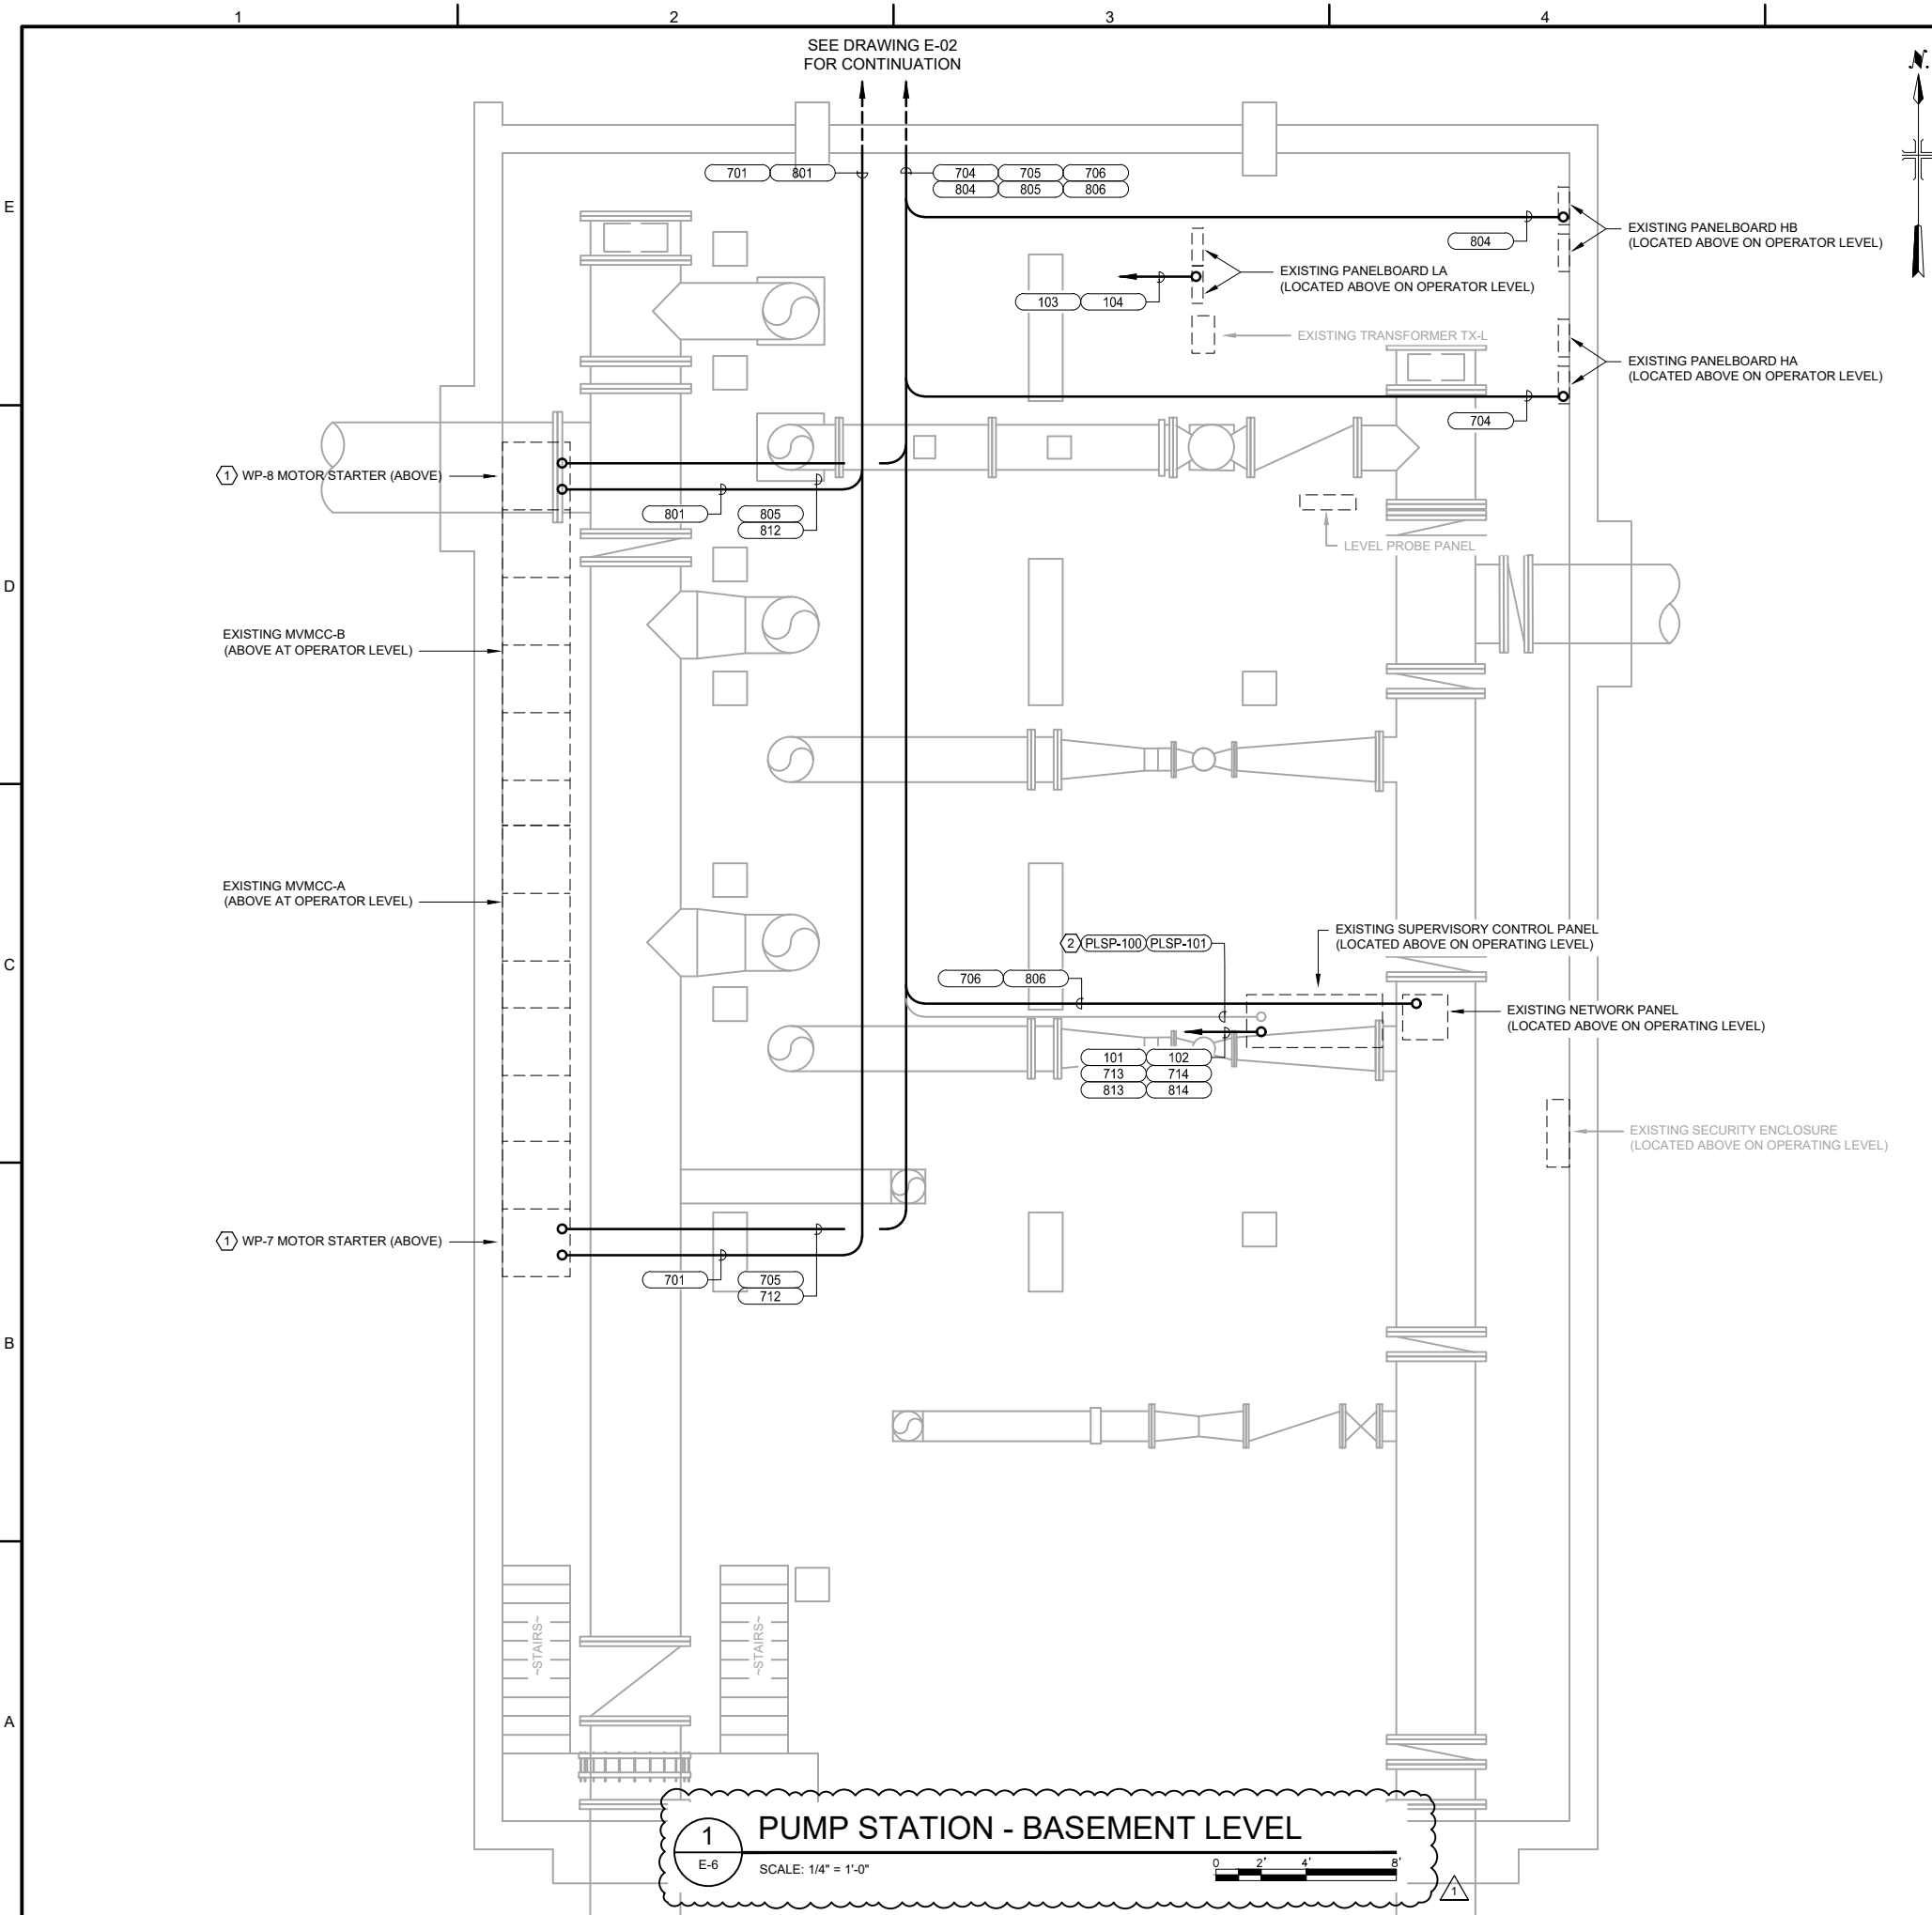 1
2
3
4
SEE DRAWING E-02
FOR CONTINUATION
N.
E
701
801
704
705
706
804
805
806
804
EXISTING PANELBOARD HB
(LOCATED ABOVE ON OPERATOR LEVEL)
EXISTING PANELBOARD LA
(LOCATED ABOVE ON OPERATOR LEVEL)
103
104
EXISTING TRANSFORMER TX-L
EXISTING PANELBOARD HA
(LOCATED ABOVE ON OPERATOR LEVEL)
704
1 WP-8 MOTOR STARTER (ABOVE)
801
805
812
LEVEL PROBE PANEL
D
EXISTING MVMCC-B
(ABOVE AT OPERATOR LEVEL)
EXISTING MVMCC-A
(ABOVE AT OPERATOR LEVEL)
C
2 PLSP-100 PLSP-101
EXISTING SUPERVISORY CONTROL PANEL
(LOCATED ABOVE ON OPERATING LEVEL)
706
806
EXISTING NETWORK PANEL
(LOCATED ABOVE ON OPERATING LEVEL)
101
102
713
714
813
814
EXISTING SECURITY ENCLOSURE
(LOCATED ABOVE ON OPERATING LEVEL)
1 WP-7 MOTOR STARTER (ABOVE)
701
705
712
B
~STAIRS~
~STAIRS~
A
1
E-6
PUMP STATION - BASEMENT LEVEL
SCALE: 1/4" = 1'-0"
0 2' 4' 8'
1